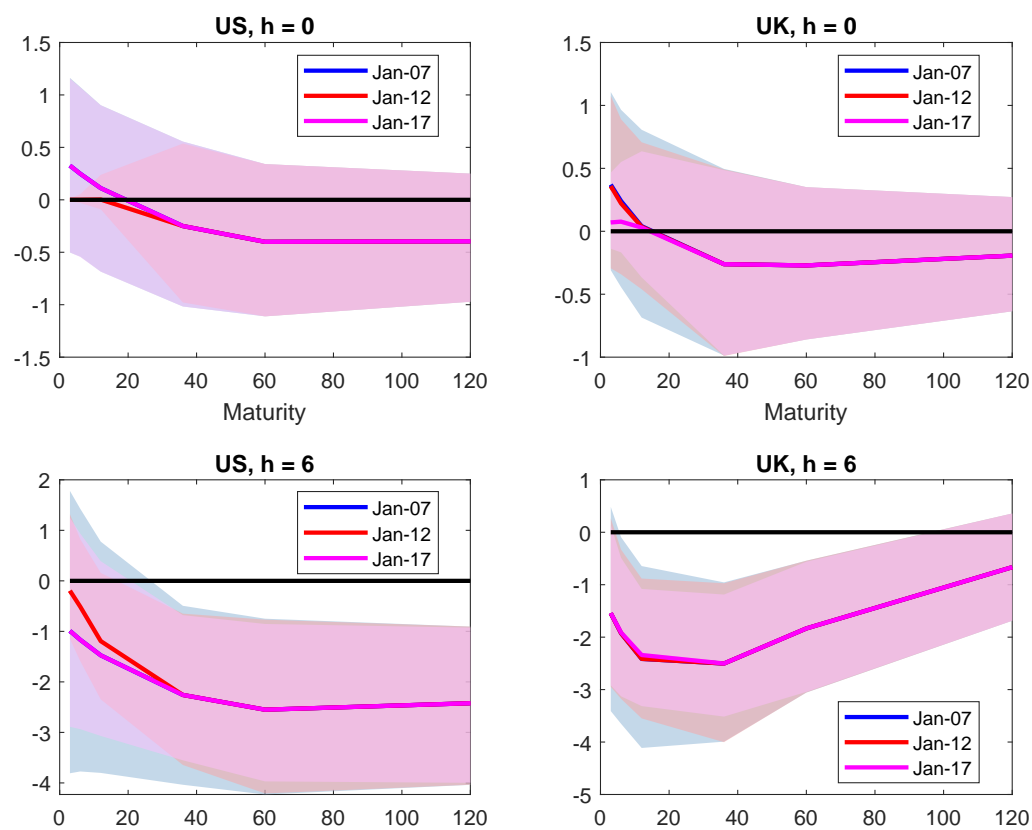 US, h = 0
1.5
1
0.5
0
-0.5
-1
-1.5
Jan-07
Jan-12
Jan-17
0 20 40 60 80 100 120
Maturity
UK, h = 0
1.5
1
0.5
0
-0.5
-1
Jan-07
Jan-12
Jan-17
0 20 40 60 80 100 120
Maturity
US, h = 6
2
1
0
-1
-2
-3
-4
Jan-07
Jan-12
Jan-17
0 20 40 60 80 100 120
UK, h = 6
1
0
-1
-2
-3
-4
-5
Jan-07
Jan-12
Jan-17
0 20 40 60 80 100 120